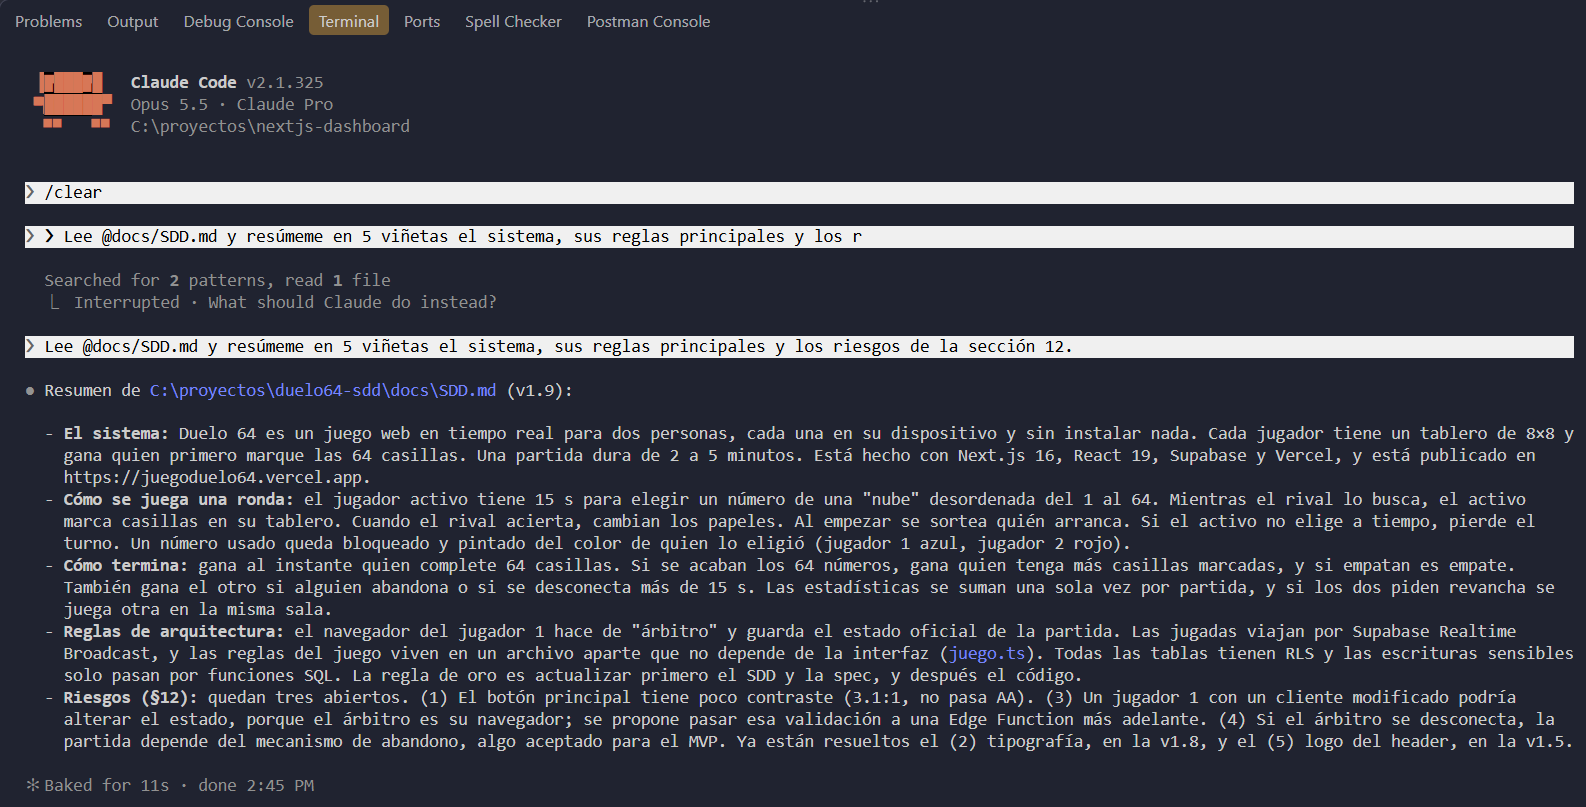 Problems Output Debug Console Terminal Ports Spell Checker Postman Console
Claude Code v2.1.325
Opus 5.5 · Claude Pro
C:\proyectos\nextjs-dashboard
❯ /clear
❯ ❯ Lee @docs/SDD.md y resúmeme en 5 viñetas el sistema, sus reglas principales y los r
Searched for 2 patterns, read 1 file
⎿ Interrupted · What should Claude do instead?
❯ Lee @docs/SDD.md y resúmeme en 5 viñetas el sistema, sus reglas principales y los riesgos de la sección 12.
● Resumen de C:\proyectos\duelo64-sdd\docs\SDD.md (v1.9):
- El sistema: Duelo 64 es un juego web en tiempo real para dos personas, cada una en su dispositivo y sin instalar nada. Cada jugador tiene un tablero de 8×8 y
gana quien primero marque las 64 casillas. Una partida dura de 2 a 5 minutos. Está hecho con Next.js 16, React 19, Supabase y Vercel, y está publicado en
https://juegoduelo64.vercel.app.
- Cómo se juega una ronda: el jugador activo tiene 15 s para elegir un número de una "nube" desordenada del 1 al 64. Mientras el rival lo busca, el activo
marca casillas en su tablero. Cuando el rival acierta, cambian los papeles. Al empezar se sortea quién arranca. Si el activo no elige a tiempo, pierde el
turno. Un número usado queda bloqueado y pintado del color de quien lo eligió (jugador 1 azul, jugador 2 rojo).
- Cómo termina: gana al instante quien complete 64 casillas. Si se acaban los 64 números, gana quien tenga más casillas marcadas, y si empatan es empate.
También gana el otro si alguien abandona o si se desconecta más de 15 s. Las estadísticas se suman una sola vez por partida, y si los dos piden revancha se
juega otra en la misma sala.
- Reglas de arquitectura: el navegador del jugador 1 hace de "árbitro" y guarda el estado oficial de la partida. Las jugadas viajan por Supabase Realtime
Broadcast, y las reglas del juego viven en un archivo aparte que no depende de la interfaz (juego.ts). Todas las tablas tienen RLS y las escrituras sensibles
solo pasan por funciones SQL. La regla de oro es actualizar primero el SDD y la spec, y después el código.
- Riesgos (§12): quedan tres abiertos. (1) El botón principal tiene poco contraste (3.1:1, no pasa AA). (3) Un jugador 1 con un cliente modificado podría
alterar el estado, porque el árbitro es su navegador; se propone pasar esa validación a una Edge Function más adelante. (4) Si el árbitro se desconecta, la
partida depende del mecanismo de abandono, algo aceptado para el MVP. Ya están resueltos el (2) tipografía, en la v1.8, y el (5) logo del header, en la v1.5.
✻ Baked for 11s · done 2:45 PM